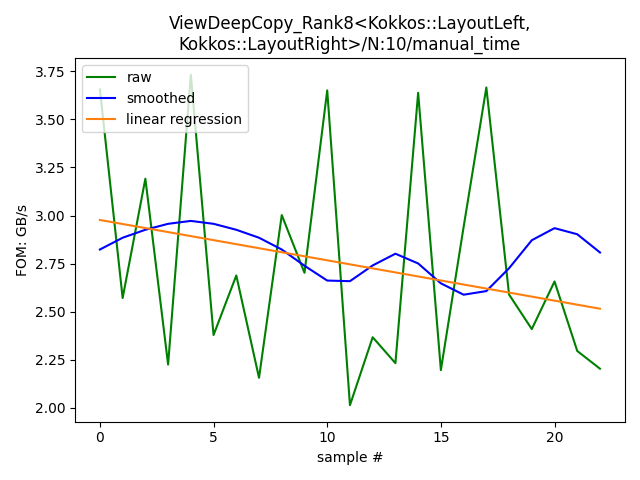 ViewDeepCopy_Rank8<Kokkos::LayoutLeft,
Kokkos::LayoutRight>/N:10/manual_time
raw
smoothed
linear regression
FOM: GB/s
3.75
3.50
3.25
3.00
2.75
2.50
2.25
2.00
0
5
10
15
20
sample #